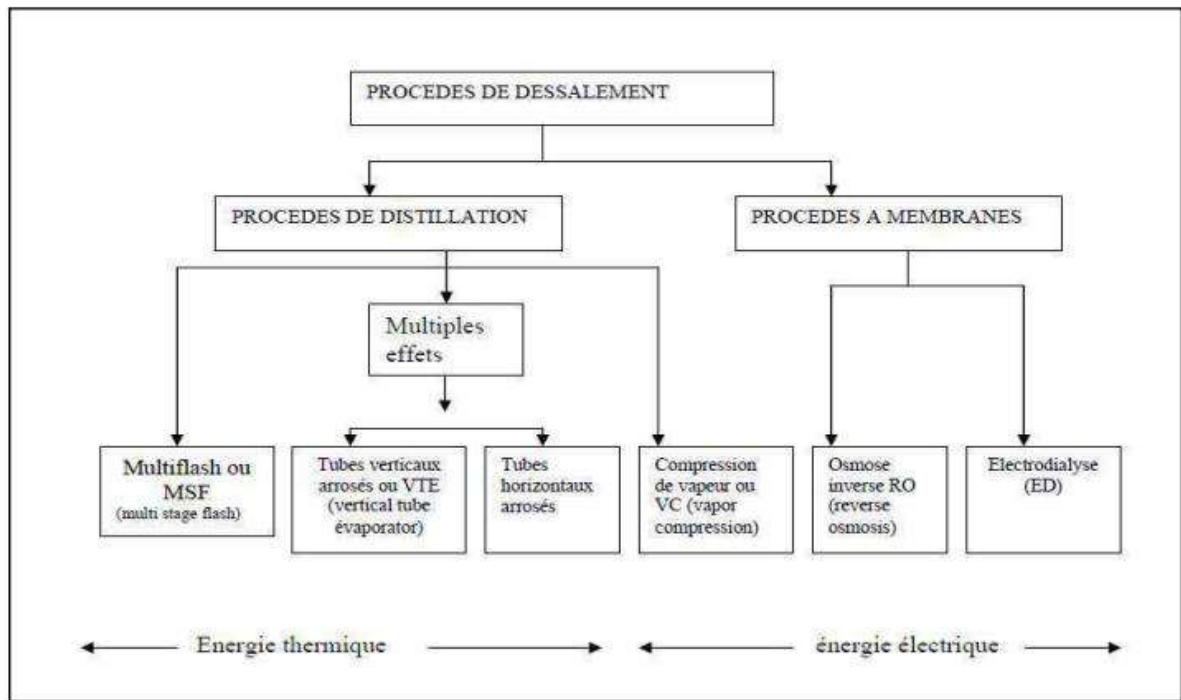 PROCEDES DE DESSALEMENT
PROCEDES DE DISTILLATION
PROCEDES A MEMBRANES
Multiples
effets
Multiflash ou
MSF
(multi stage flash)
Tubes verticaux
arrosés ou VTE
(vertical tube
évaporator)
Tubes
horizontaux
arrosés
Compression
de vapeur ou
VC (vapor
compression)
Osmose
inverse RO
(reverse
osmosis)
Electrodialyse
(ED)
Energie thermique
énergie électrique